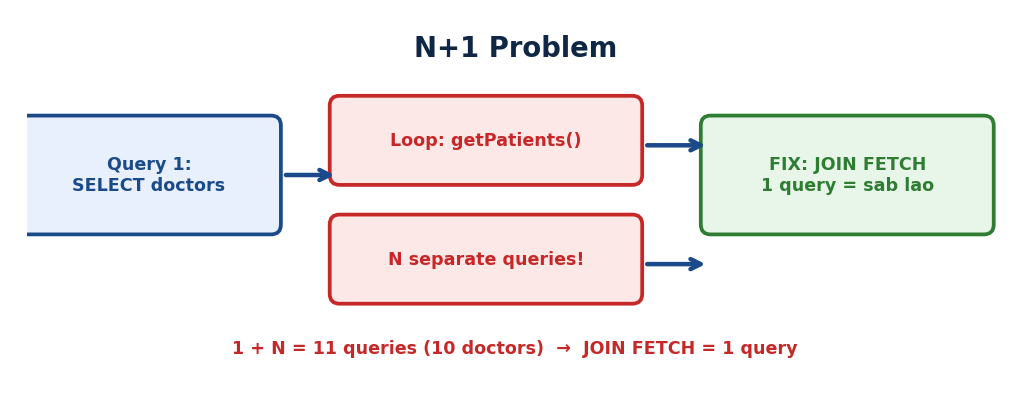 N+1 Problem
Query 1:
SELECT doctors
Loop: getPatients()
N separate queries!
FIX: JOIN FETCH
1 query = sab lao
1 + N = 11 queries (10 doctors) → JOIN FETCH = 1 query